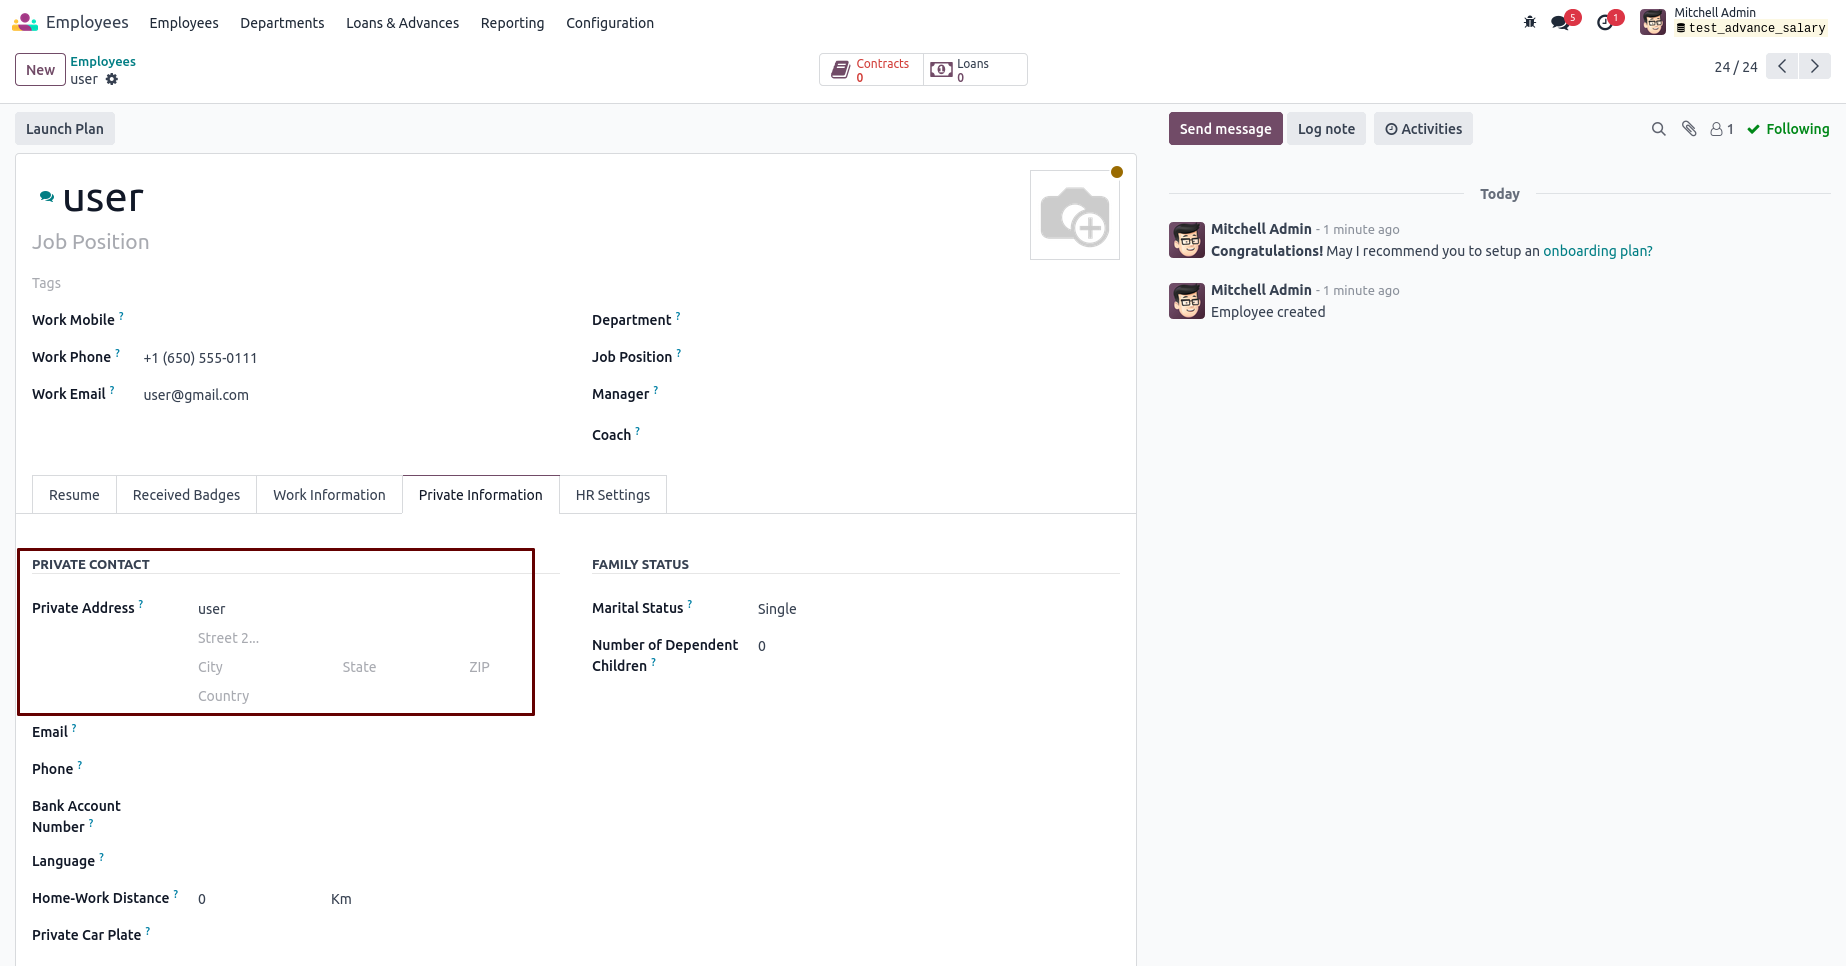 Employees Employees Departments Loans & Advances Reporting Configuration 5 1 Mitchell Admin
test_advance_salary
New Employees
user
Contracts
0
Loans
0
24 / 24
Launch Plan
Send message Log note Activities 1 Following
user
Job Position
Tags
Work Mobile ?
Work Phone ? +1 (650) 555-0111
Work Email ? user@gmail.com
Department ?
Job Position ?
Manager ?
Coach ?
Resume Received Badges Work Information Private Information HR Settings
PRIVATE CONTACT
Private Address ? user
Street 2...
City State ZIP
Country
Email ?
Phone ?
Bank Account
Number ?
Language ?
Home-Work Distance ? 0 Km
Private Car Plate ?
FAMILY STATUS
Marital Status ? Single
Number of Dependent
Children ? 0
Today
Mitchell Admin - 1 minute ago
Congratulations! May I recommend you to setup an onboarding plan?
Mitchell Admin - 1 minute ago
Employee created